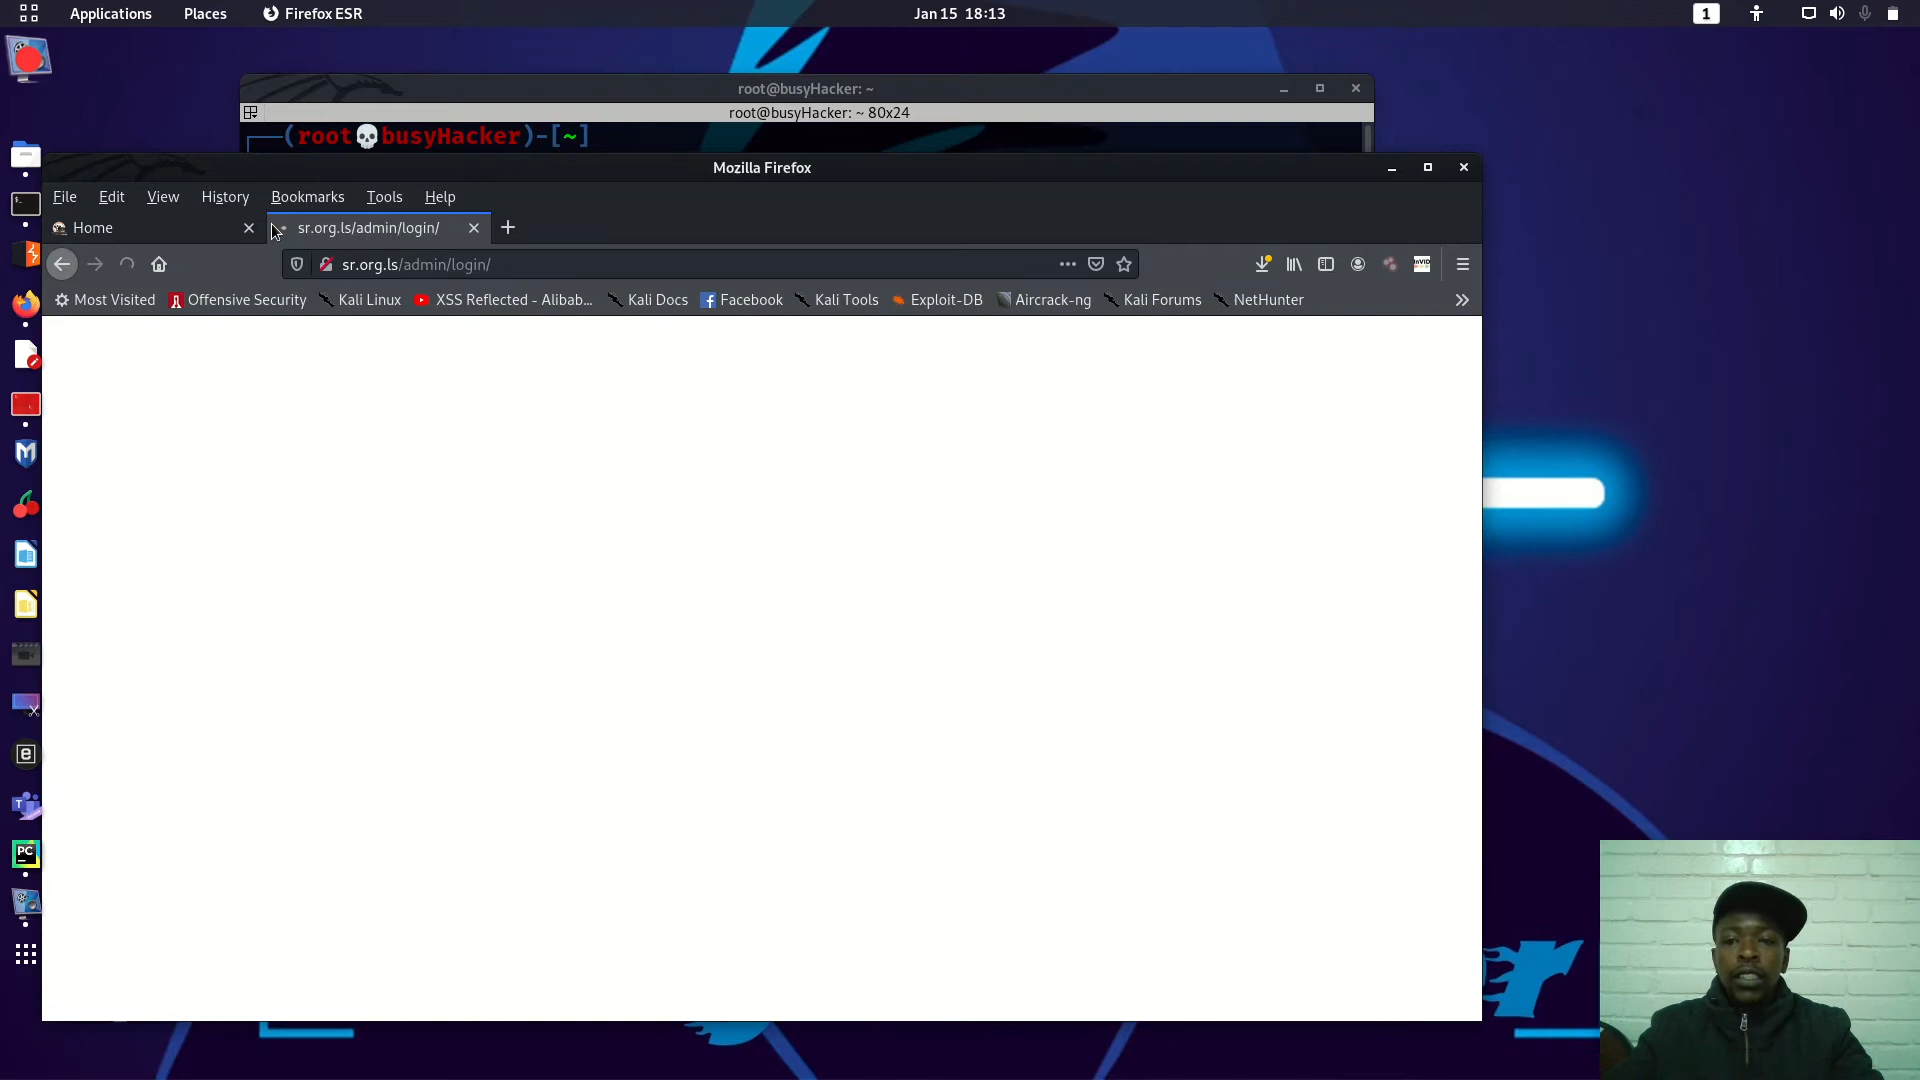 Applications Places Firefox ESR Jan 15 18:13 1
root@busyHacker: ~
root@busyHacker: ~ 80x24
(root💀busyHacker)-[~]
Mozilla Firefox
File Edit View History Bookmarks Tools Help
Home sr.org.ls/admin/login/
sr.org.ls/admin/login/ InVID
Most Visited Offensive Security Kali Linux XSS Reflected - Alibab... Kali Docs Facebook Kali Tools Exploit-DB Aircrack-ng Kali Forums NetHunter
PC